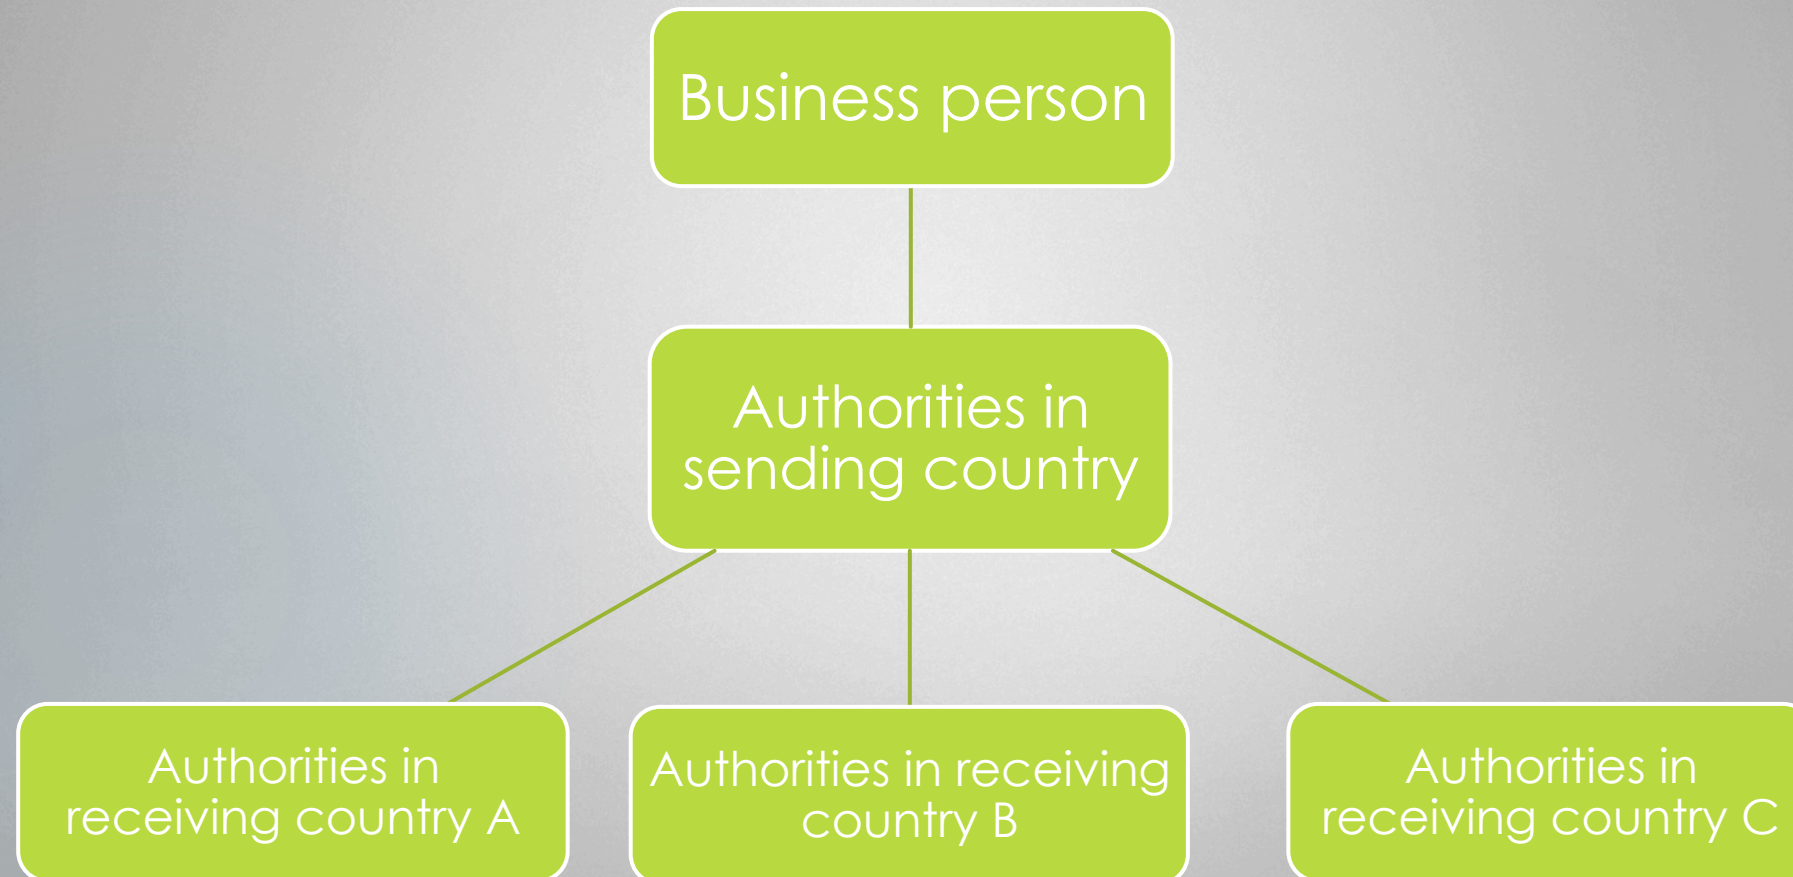 Business person
Authorities in
sending country
Authorities in
receiving country A
Authorities in receiving
country B
Authorities in
receiving country C